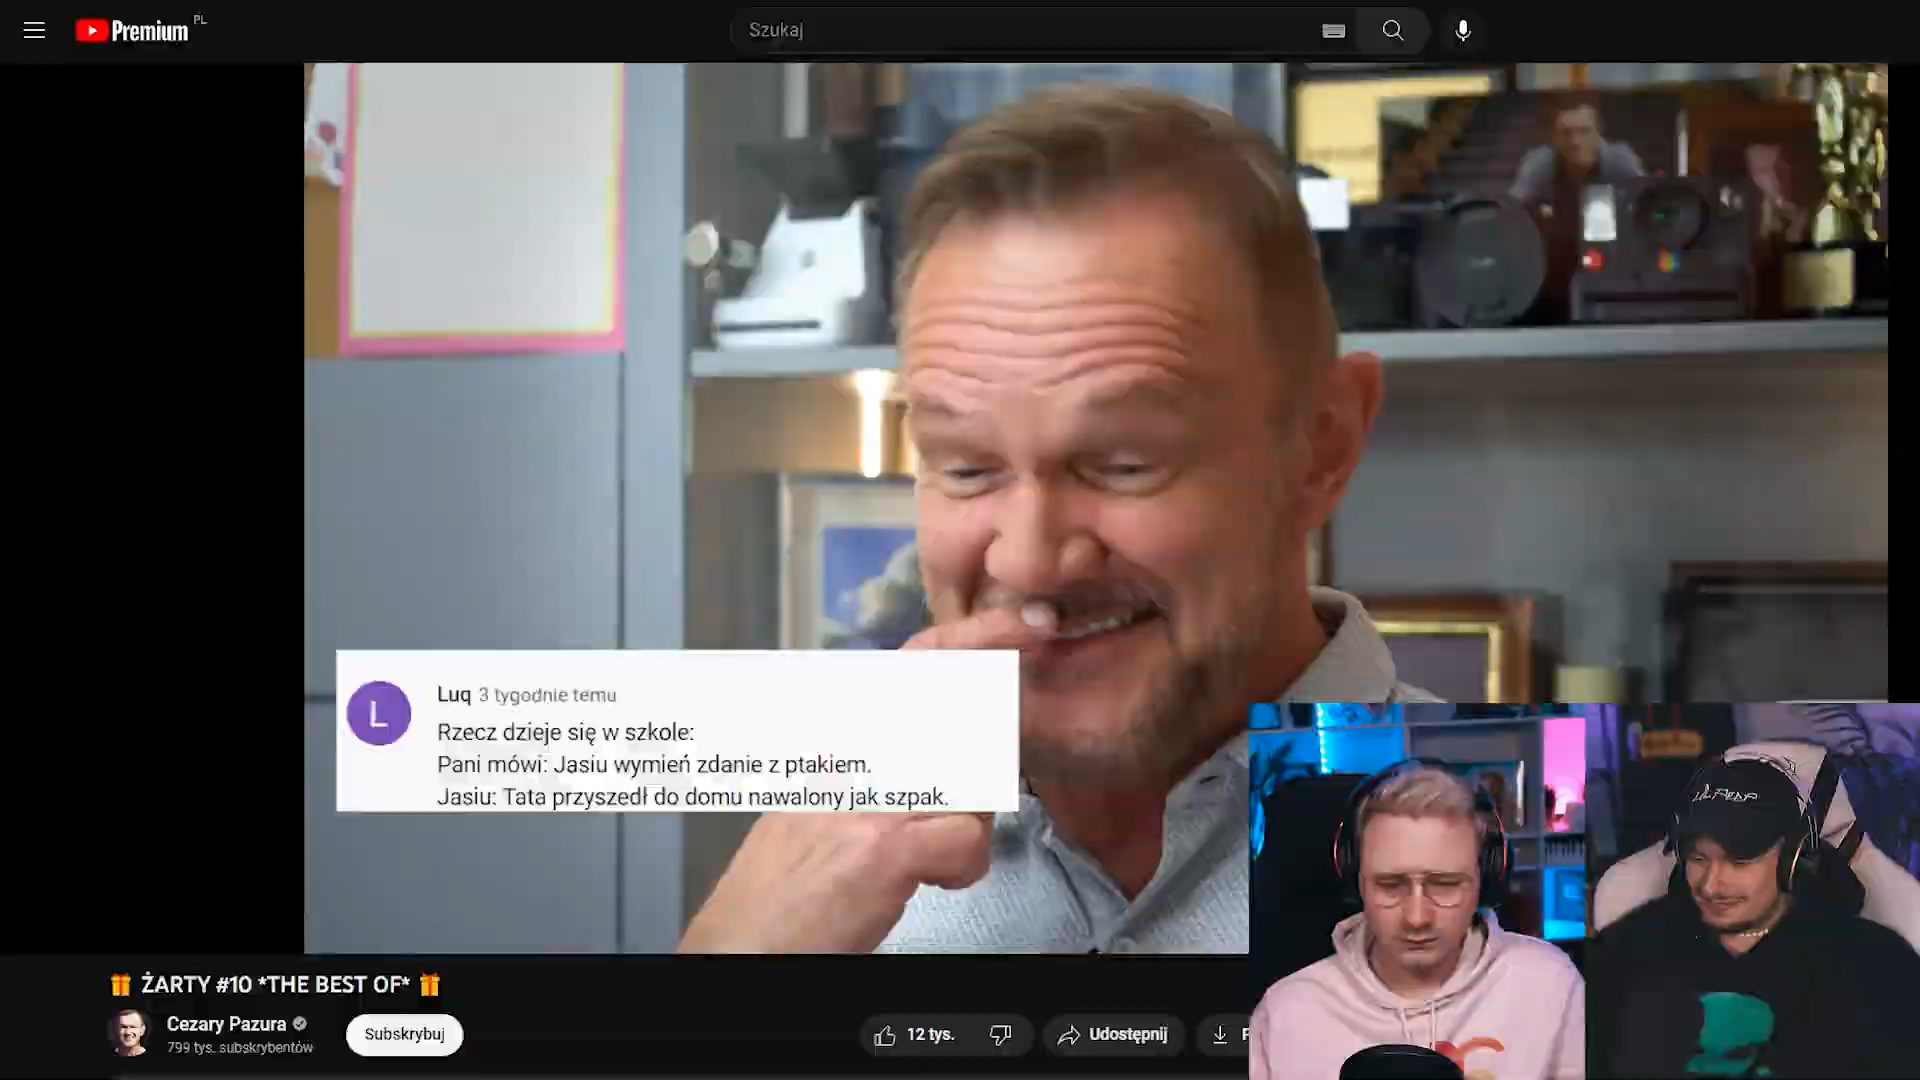 Premium PL
Szukaj
Luq 3 tygodnie temu
L
Rzecz dzieje się w szkole:
Pani mówi: Jasiu wymień zdanie z ptakiem.
Jasiu: Tata przyszedł do domu nawalony jak szpak.
ŻARTY #10 *THE BEST OF*
Cezary Pazura
799 tys. subskrybentów
Subskrybuj
12 tys.
Udostępnij